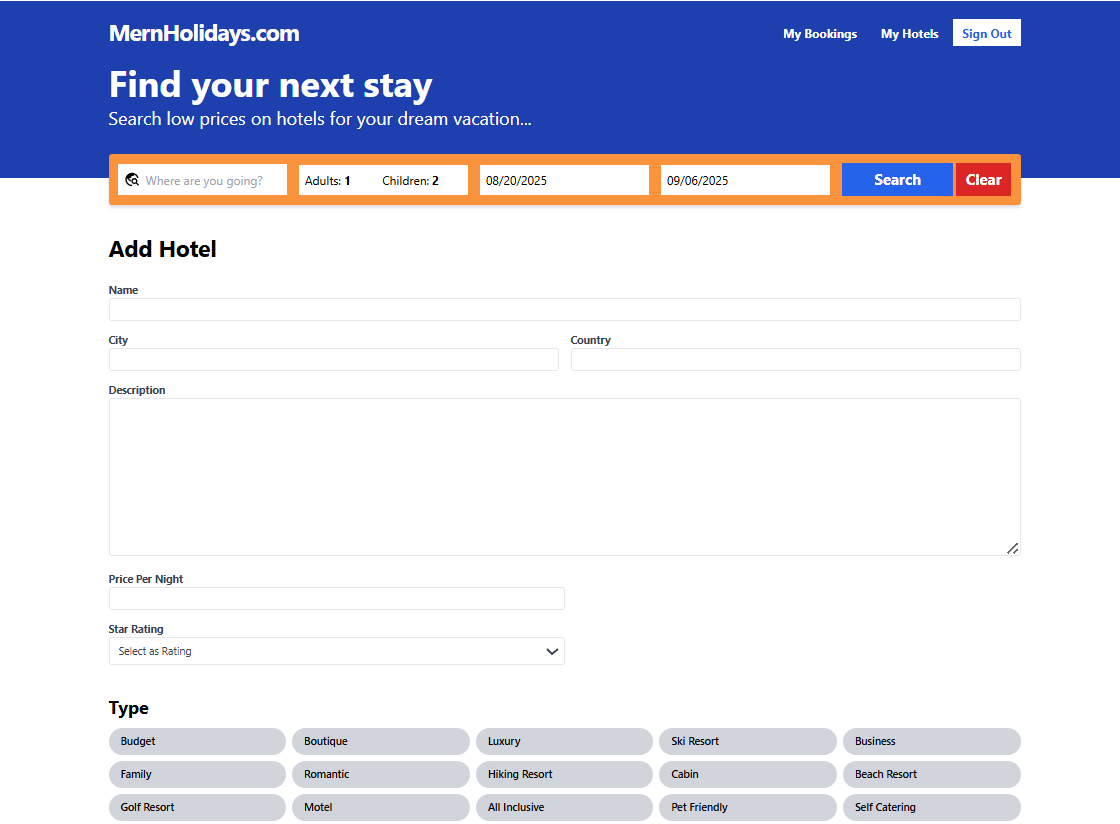 MernHolidays.com My Bookings My Hotels Sign Out
Find your next stay
Search low prices on hotels for your dream vacation...
Where are you going? Adults: 1 Children: 2 08/20/2025 09/06/2025 Search Clear
Add Hotel
Name
City Country
Description
Price Per Night
Star Rating
Select as Rating
Type
Budget Boutique Luxury Ski Resort Business
Family Romantic Hiking Resort Cabin Beach Resort
Golf Resort Motel All Inclusive Pet Friendly Self Catering